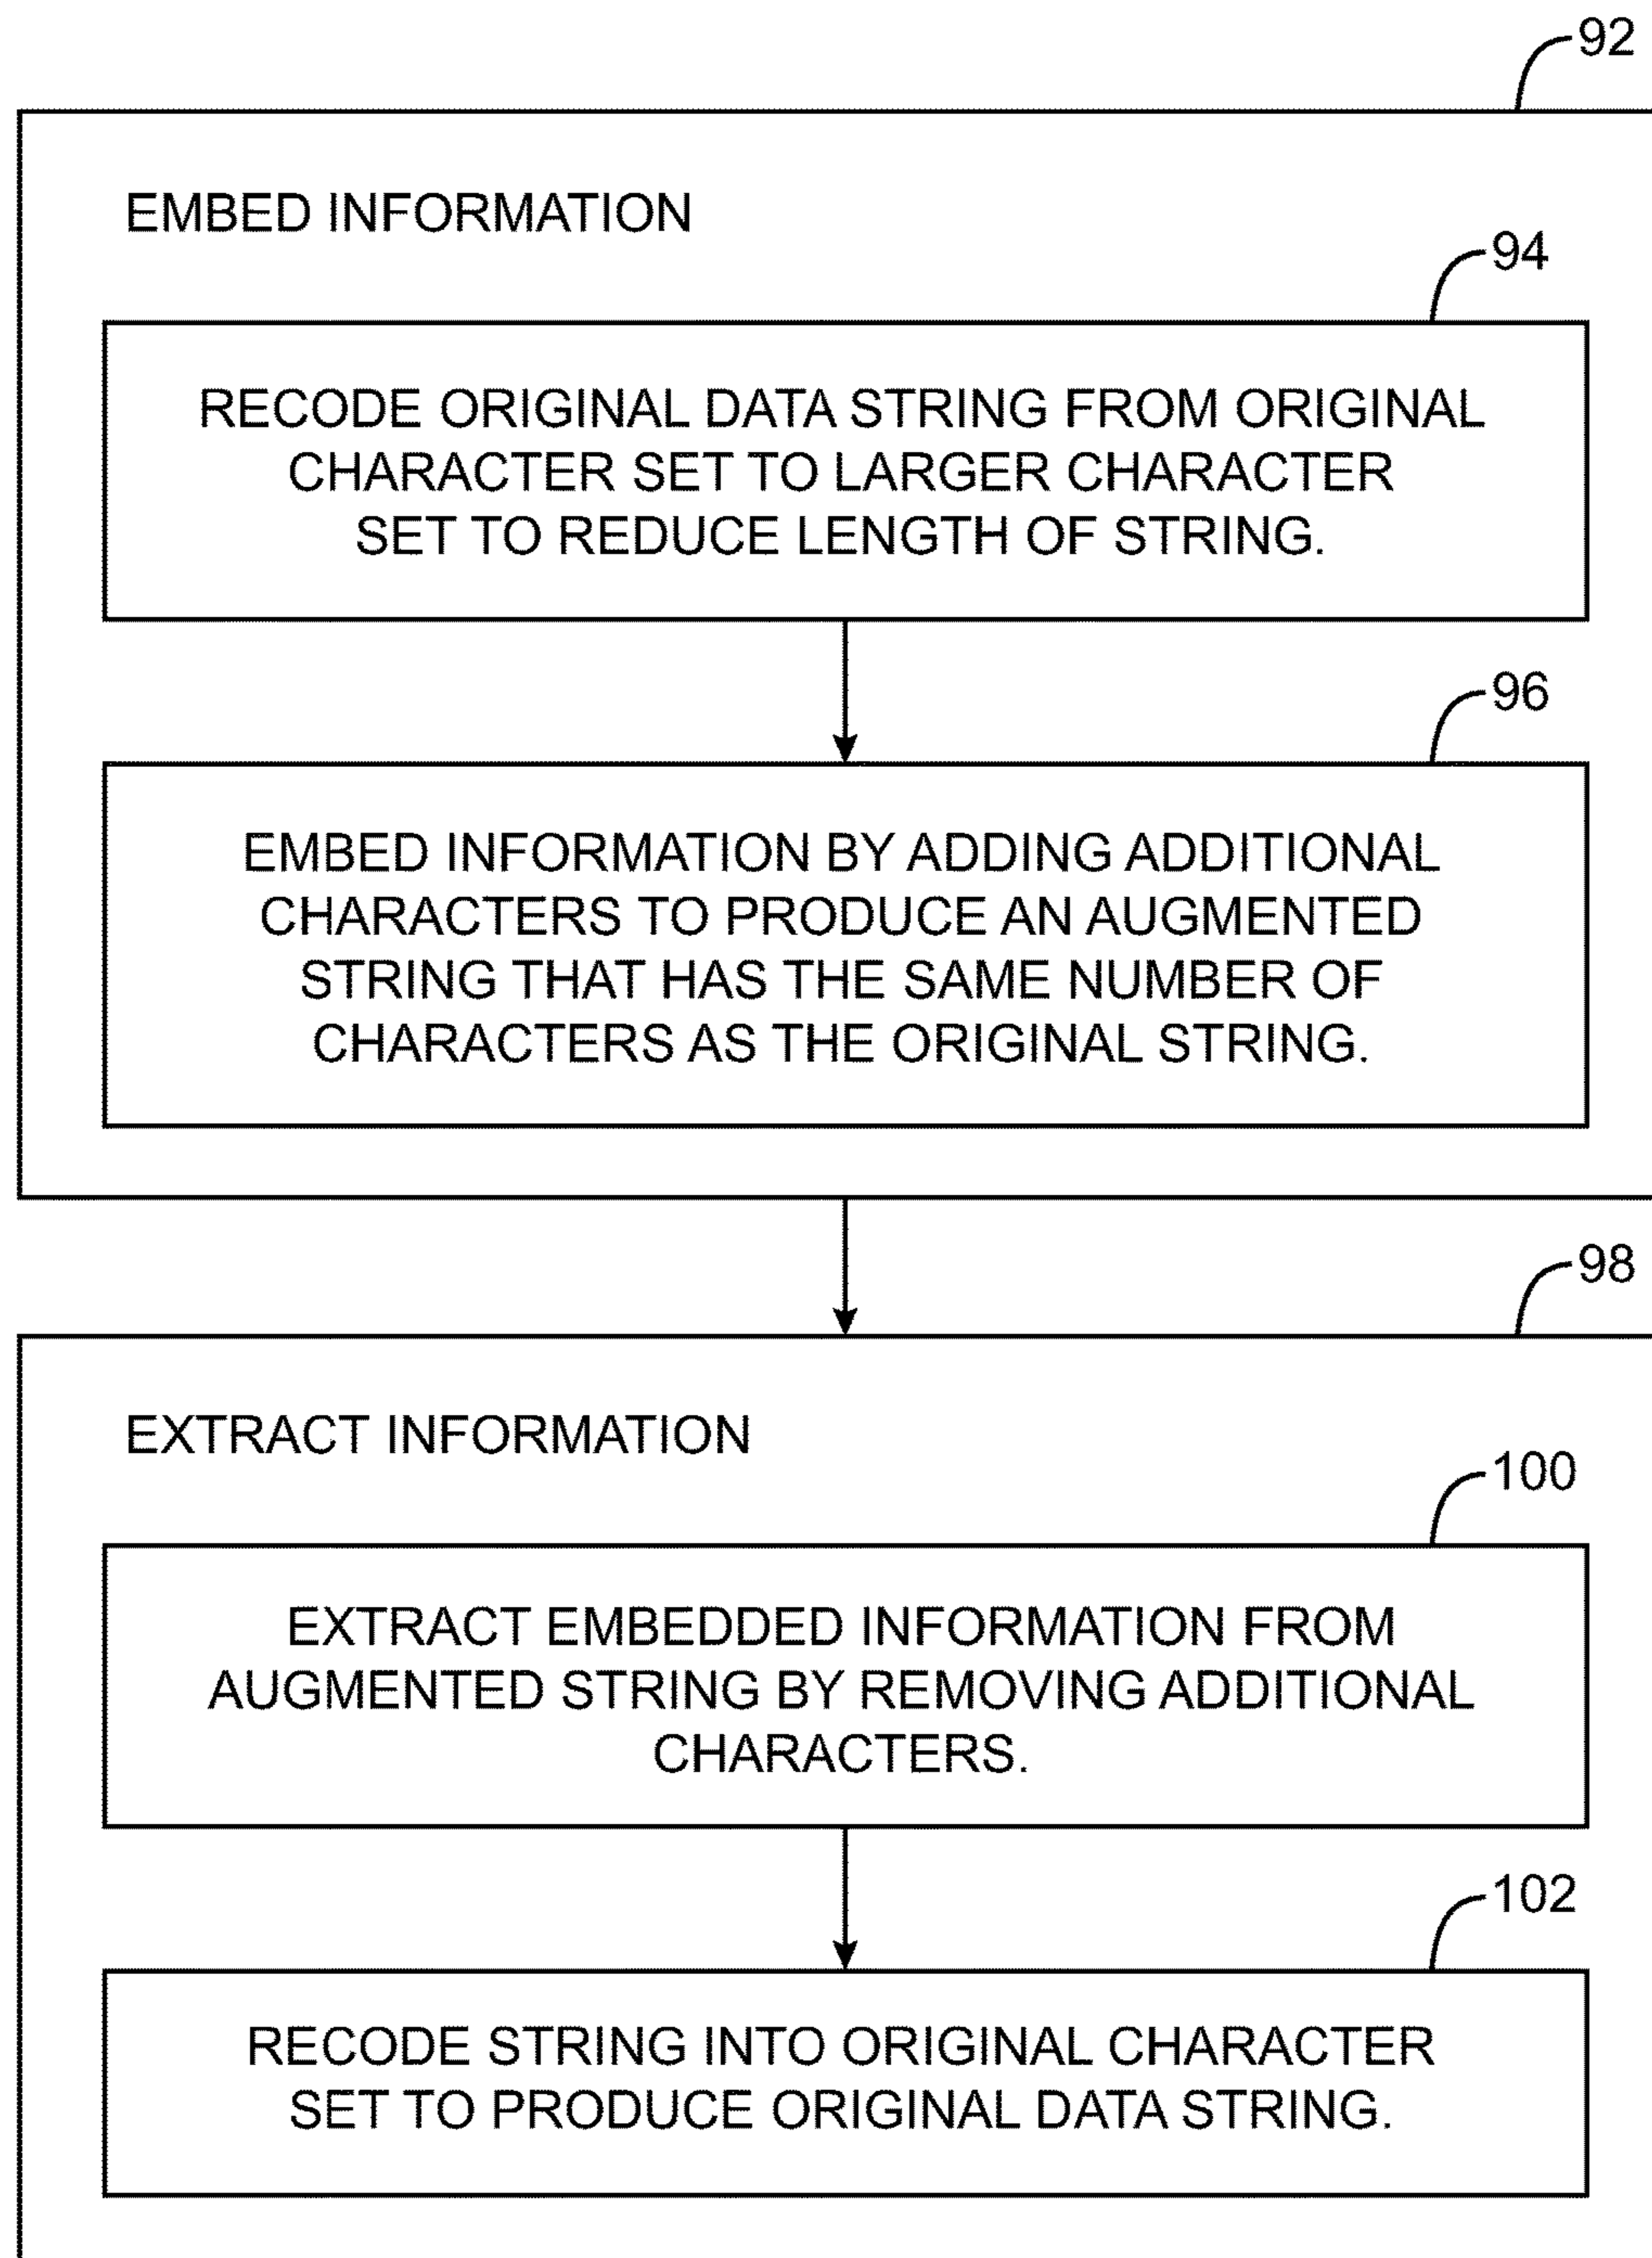 92
EMBED INFORMATION
94
RECODE ORIGINAL DATA STRING FROM ORIGINAL
CHARACTER SET TO LARGER CHARACTER
SET TO REDUCE LENGTH OF STRING.
96
EMBED INFORMATION BY ADDING ADDITIONAL
CHARACTERS TO PRODUCE AN AUGMENTED
STRING THAT HAS THE SAME NUMBER OF
CHARACTERS AS THE ORIGINAL STRING.
98
EXTRACT INFORMATION
100
EXTRACT EMBEDDED INFORMATION FROM
AUGMENTED STRING BY REMOVING ADDITIONAL
CHARACTERS.
102
RECODE STRING INTO ORIGINAL CHARACTER
SET TO PRODUCE ORIGINAL DATA STRING.